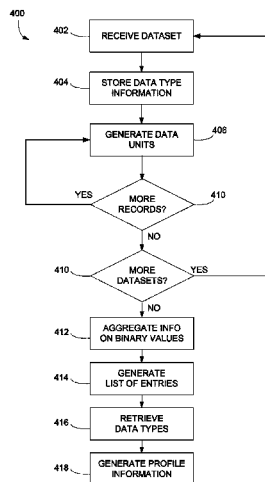 400
402
RECEIVE DATASET
404
STORE DATA TYPE
INFORMATION
GENERATE DATA
UNITS
406
YES
MORE
RECORDS?
410
NO
410
MORE
DATASETS?
YES
NO
412
AGGREGATE INFO
ON BINARY VALUES
414
GENERATE
LIST OF ENTRIES
416
RETRIEVE
DATA TYPES
418
GENERATE PROFILE
INFORMATION